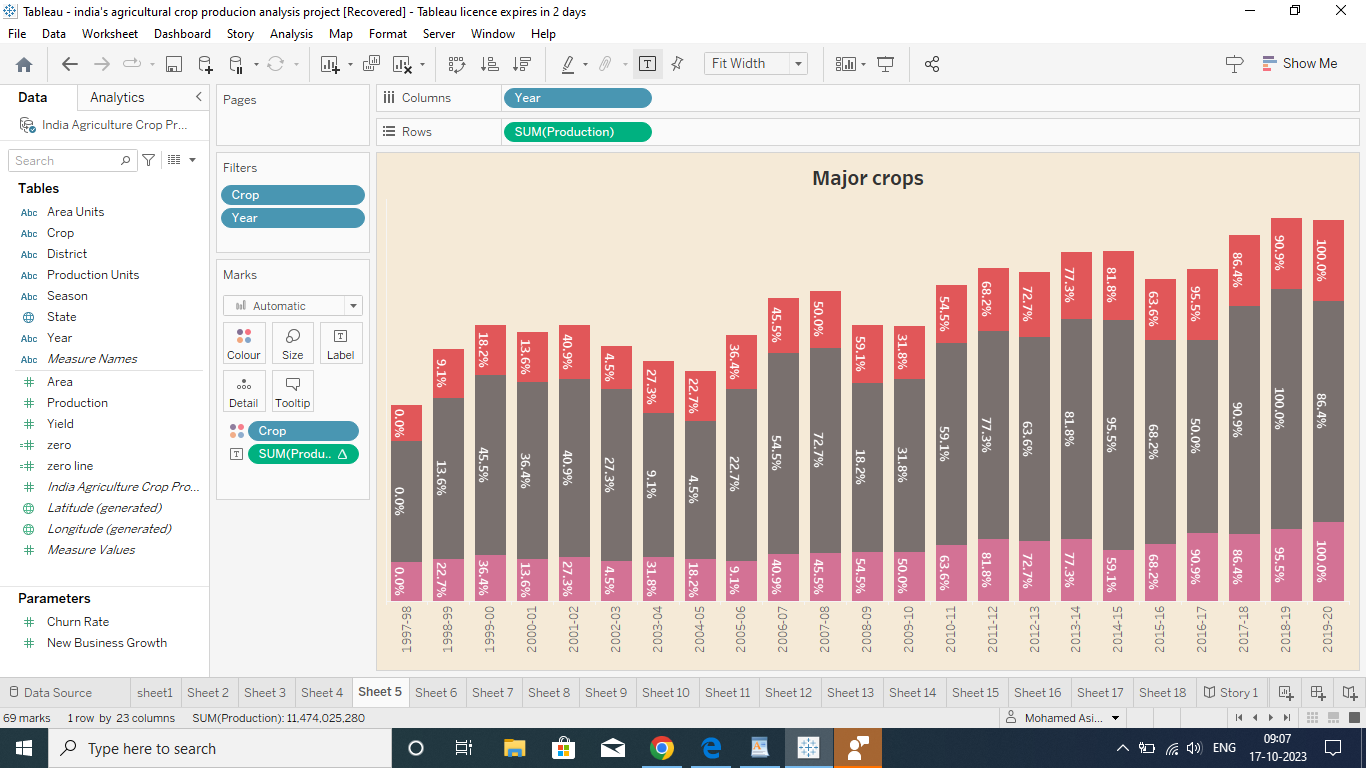 Tableau - india's agricultural crop producion analysis project [Recovered] - Tableau licence expires in 2 days
File Data Worksheet Dashboard Story Analysis Map Format Server Window Help
Fit Width
Show Me
Data Analytics
India Agriculture Crop Pr...
Search
Tables
Abc Area Units
Abc Crop
Abc District
Abc Production Units
Abc Season
State
Abc Year
Abc Measure Names
# Area
# Production
# Yield
=# zero
=# zero line
# India Agriculture Crop Pro...
Latitude (generated)
Longitude (generated)
# Measure Values
Parameters
# Churn Rate
# New Business Growth
Pages
Filters
Crop
Year
Marks
Automatic
Colour Size Label
Detail Tooltip
Crop
SUM(Produ.. Δ
Columns Year
Rows SUM(Production)
Major crops
0.0% 9.1% 18.2% 13.6% 40.9% 4.5% 27.3% 22.7% 36.4% 45.5% 50.0% 59.1% 31.8% 54.5% 68.2% 72.7% 77.3% 81.8% 63.6% 95.5% 86.4% 90.9% 100.0%
0.0% 13.6% 45.5% 36.4% 40.9% 27.3% 9.1% 4.5% 22.7% 54.5% 72.7% 18.2% 31.8% 59.1% 77.3% 63.6% 81.8% 95.5% 68.2% 50.0% 90.9% 100.0% 86.4%
0.0% 22.7% 36.4% 13.6% 27.3% 4.5% 31.8% 18.2% 9.1% 40.9% 45.5% 54.5% 50.0% 63.6% 81.8% 72.7% 77.3% 59.1% 68.2% 90.9% 86.4% 95.5% 100.0%
1997-98 1998-99 1999-00 2000-01 2001-02 2002-03 2003-04 2004-05 2005-06 2006-07 2007-08 2008-09 2009-10 2010-11 2011-12 2012-13 2013-14 2014-15 2015-16 2016-17 2017-18 2018-19 2019-20
Data Source sheet1 Sheet 2 Sheet 3 Sheet 4 Sheet 5 Sheet 6 Sheet 7 Sheet 8 Sheet 9 Sheet 10 Sheet 11 Sheet 12 Sheet 13 Sheet 14 Sheet 15 Sheet 16 Sheet 17 Sheet 18 Story 1
69 marks 1 row by 23 columns SUM(Production): 11,474,025,280
Mohamed Asi...
Type here to search
ENG
09:07
17-10-2023